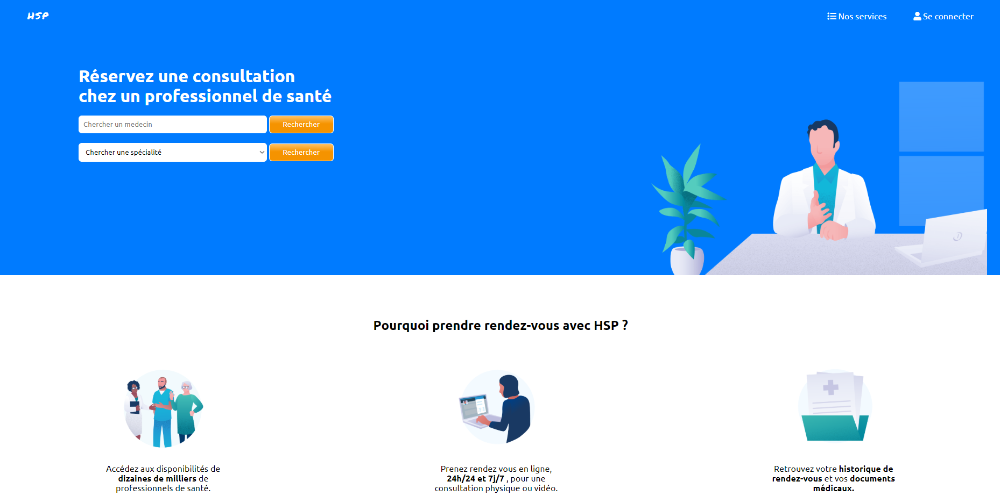 HSP
Nos services
Se connecter
Réservez une consultation
chez un professionnel de santé
Chercher un medecin
Rechercher
Chercher une spécialité
Rechercher
Pourquoi prendre rendez-vous avec HSP ?
Accédez aux disponibilités de
dizaines de milliers de
professionnels de santé.
Prenez rendez vous en ligne,
24h/24 et 7j/7 , pour une
consultation physique ou vidéo.
Retrouvez votre historique de
rendez-vous et vos documents
médicaux.